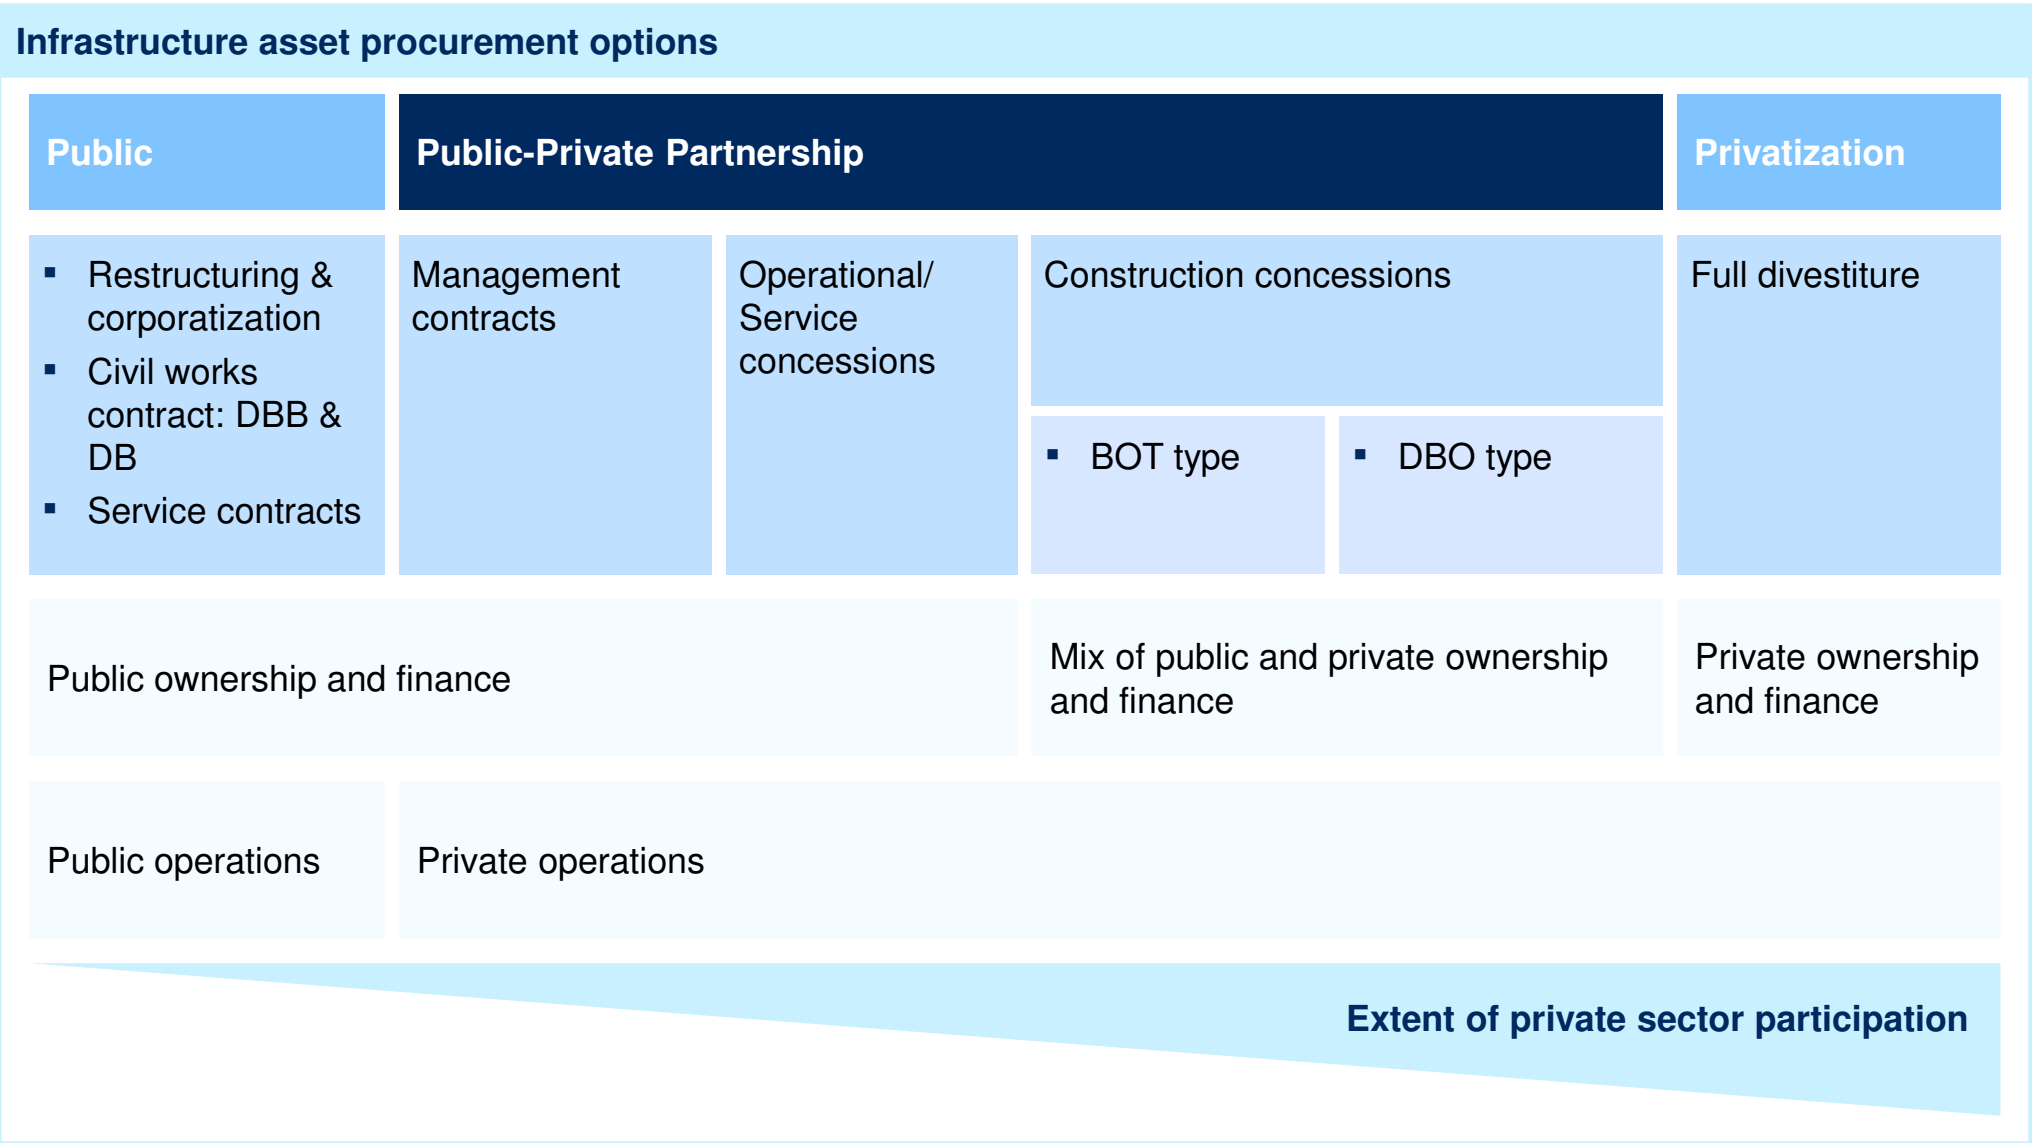 Infrastructure asset procurement options
Public
Public-Private Partnership
Privatization
▪ Restructuring &
corporatization
▪ Civil works
contract: DBB &
DB
▪ Service contracts
Management
contracts
Operational/
Service
concessions
Construction concessions
▪ BOT type
▪ DBO type
Full divestiture
Public ownership and finance
Mix of public and private ownership
and finance
Private ownership
and finance
Public operations
Private operations
Extent of private sector participation